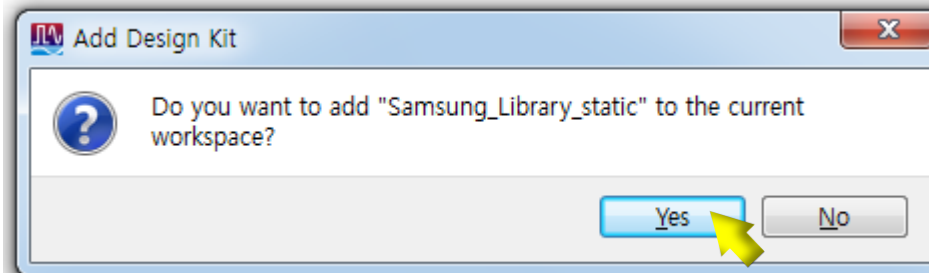 Add Design Kit
Do you want to add "Samsung_Library_static" to the current
workspace?
Yes
No